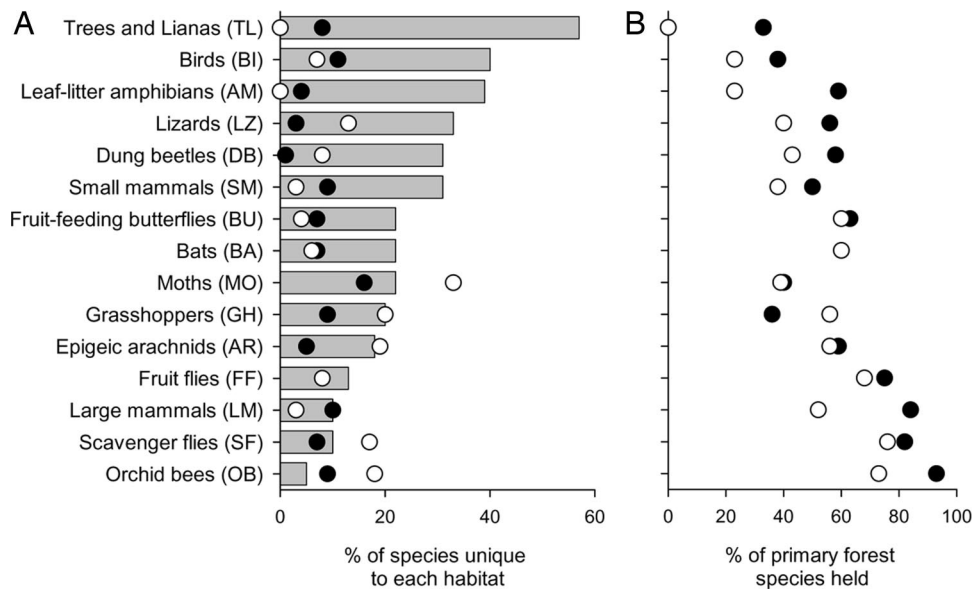 A
B
Trees and Lianas (TL)
Birds (BI)
Leaf-litter amphibians (AM)
Lizards (LZ)
Dung beetles (DB)
Small mammals (SM)
Fruit-feeding butterflies (BU)
Bats (BA)
Moths (MO)
Grasshoppers (GH)
Epigeic arachnids (AR)
Fruit flies (FF)
Large mammals (LM)
Scavenger flies (SF)
Orchid bees (OB)
0 20 40 60
0 20 40 60 80 100
% of species unique
to each habitat
% of primary forest
species held